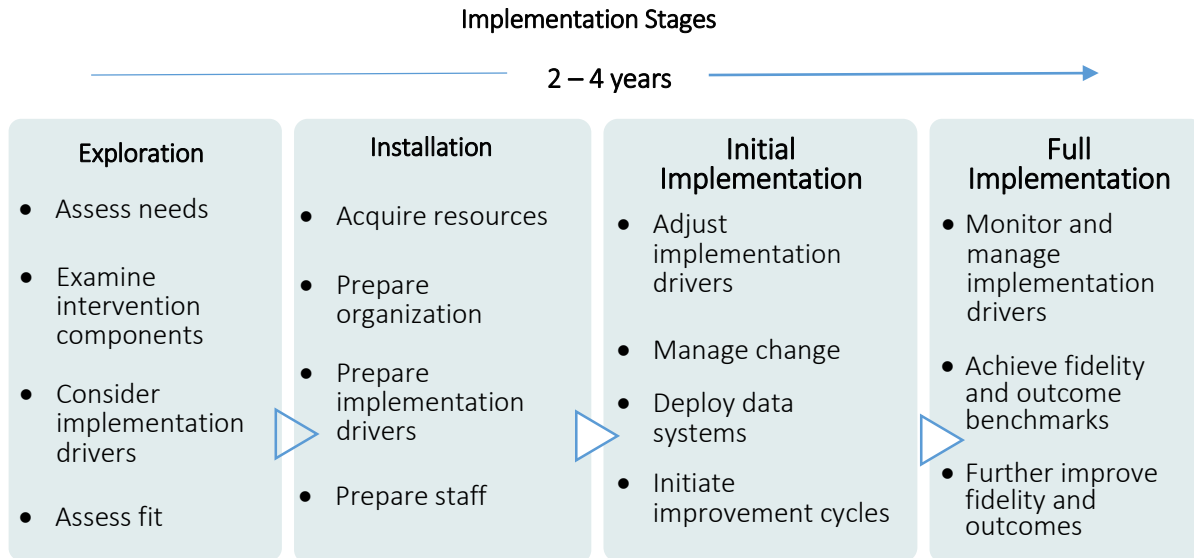 Implementation Stages
2 – 4 years
Exploration
• Assess needs
• Examine
intervention
components
• Consider
implementation
drivers
• Assess fit
Installation
• Acquire resources
• Prepare
organization
• Prepare
implementation
drivers
• Prepare staff
Initial
Implementation
• Adjust
implementation
drivers
• Manage change
• Deploy data
systems
• Initiate
improvement cycles
Full
Implementation
• Monitor and
manage
implementation
drivers
• Achieve fidelity
and outcome
benchmarks
• Further improve
fidelity and
outcomes